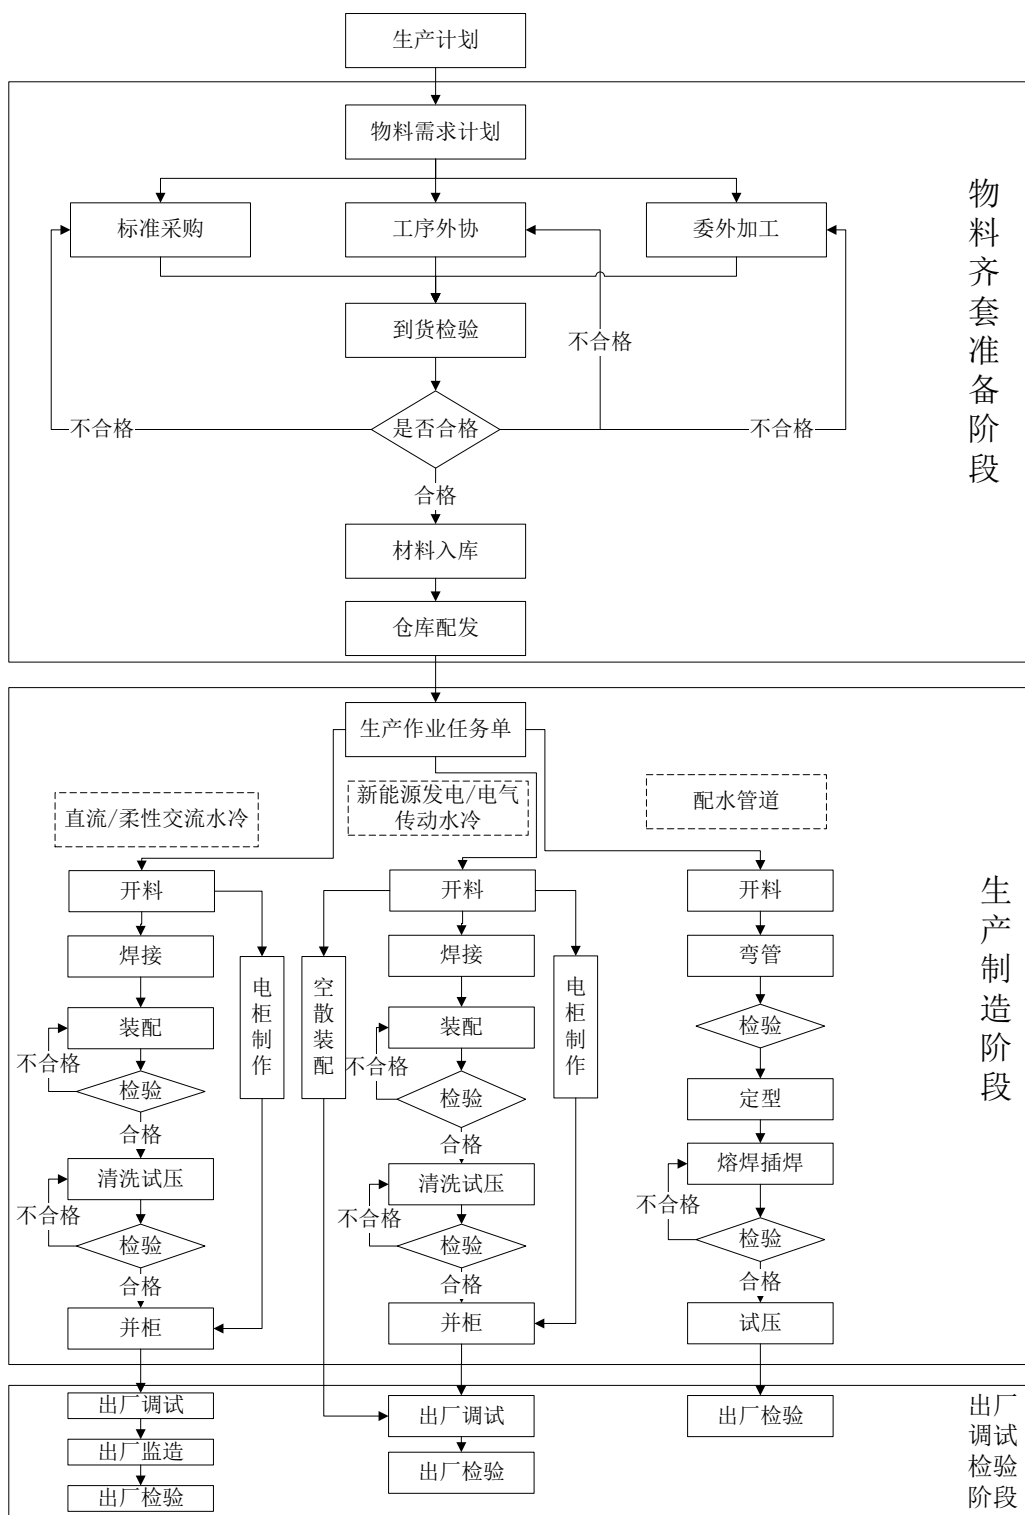 生产计划
物料需求计划
标准采购
工序外协
委外加工
到货检验
不合格
不合格
是否合格
不合格
合格
材料入库
仓库配发
物料齐套准备阶段
生产作业任务单
直流/柔性交流水冷
新能源发电/电气
传动水冷
配水管道
开料
焊接
装配
不合格
检验
合格
清洗试压
不合格
检验
合格
并柜
电柜制作
空散装配
开料
焊接
装配
不合格
检验
合格
清洗试压
不合格
检验
合格
并柜
电柜制作
开料
弯管
检验
定型
熔焊插焊
不合格
检验
合格
试压
生产制造阶段
出厂调试
出厂监造
出厂检验
出厂调试
出厂检验
出厂检验
出厂
调试
检验
阶段